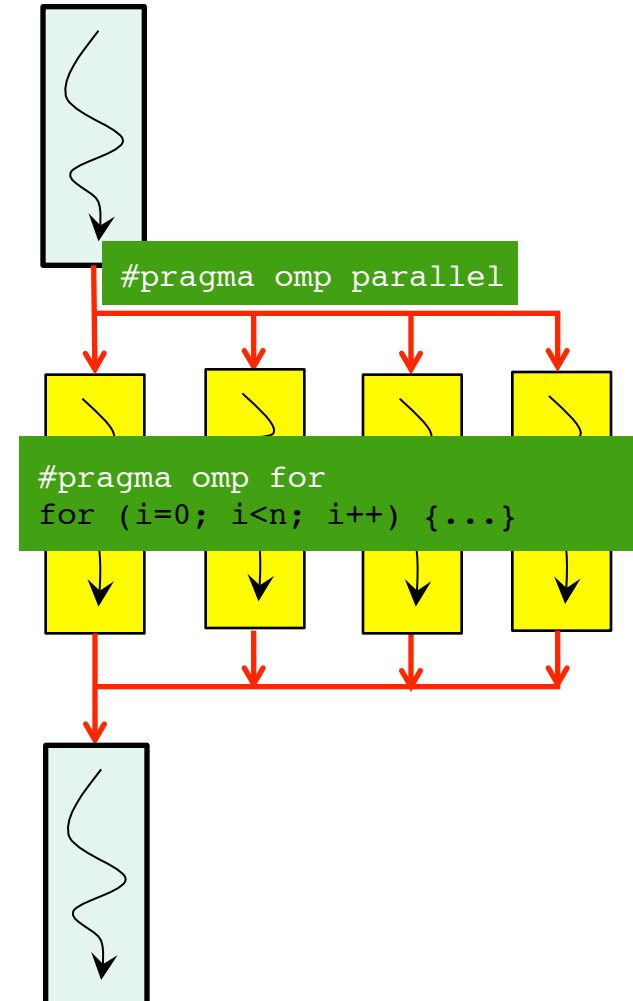 #pragma omp parallel
#pragma omp for
for (i=0; i<n; i++) {...}